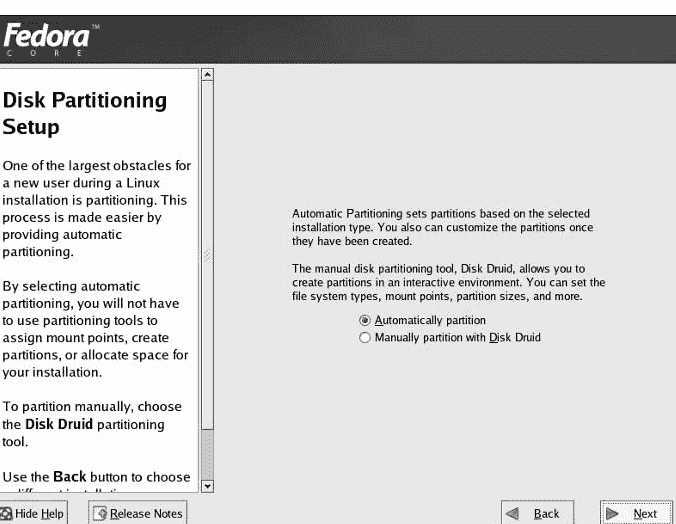 Fedora™
CORE
Disk Partitioning
Setup
One of the largest obstacles for
a new user during a Linux
installation is partitioning. This
process is made easier by
providing automatic
partitioning.
By selecting automatic
partitioning, you will not have
to use partitioning tools to
assign mount points, create
partitions, or allocate space for
your installation.
To partition manually, choose
the Disk Druid partitioning
tool.
Use the Back button to choose
Automatic Partitioning sets partitions based on the selected
installation type. You also can customize the partitions once
they have been created.
The manual disk partitioning tool, Disk Druid, allows you to
create partitions in an interactive environment. You can set the
file system types, mount points, partition sizes, and more.
Automatically partition
Manually partition with Disk Druid
Hide Help
Release Notes
Back
Next